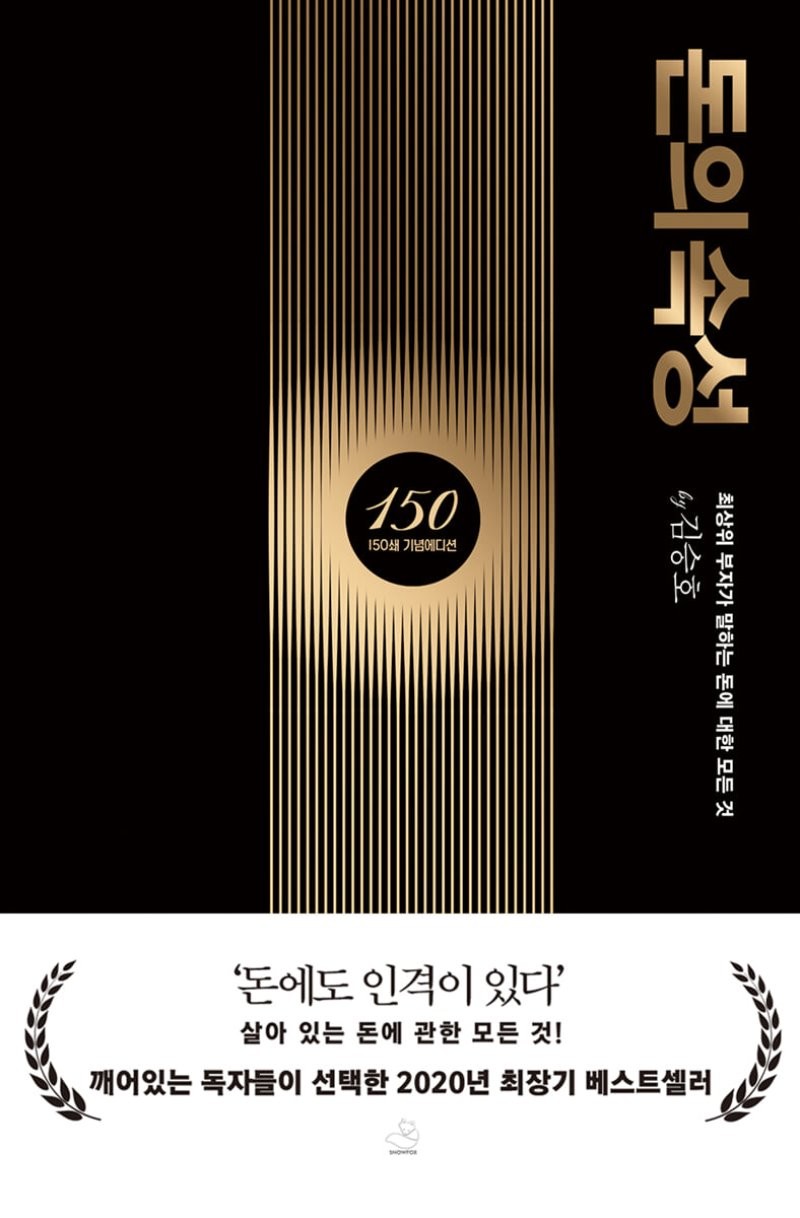 돈의 속성
최상위 부자가 말하는 돈에 대한 모든 것
by 김승호
150
150쇄 기념에디션
‘돈에도 인격이 있다’
살아 있는 돈에 관한 모든 것!
깨어있는 독자들이 선택한 2020년 최장기 베스트셀러
SNOWFOX